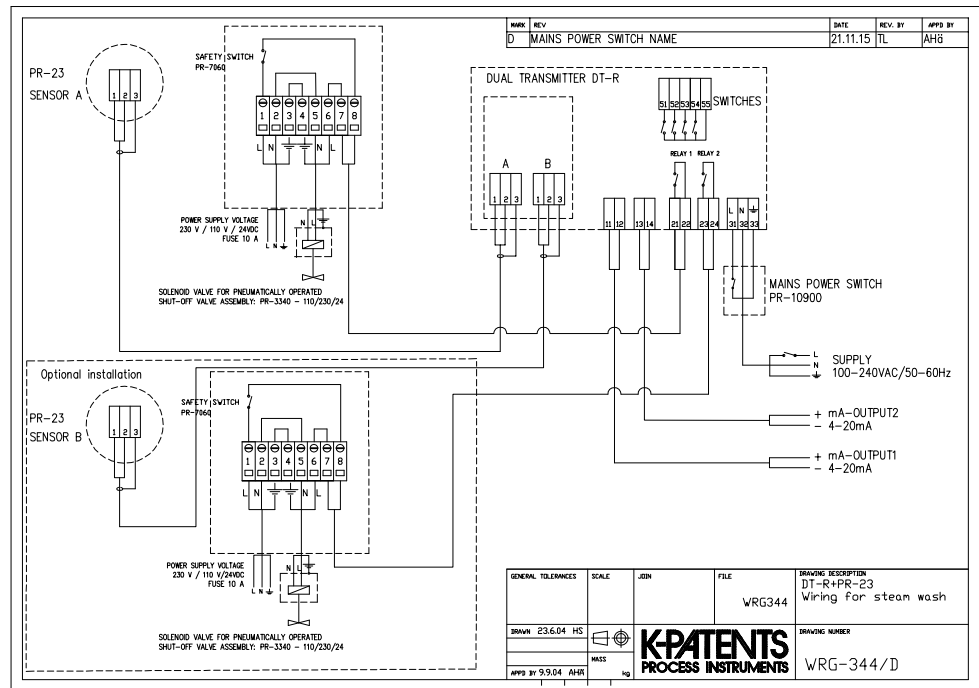 MARK REV DATE REV. BY APPD BY
D MAINS POWER SWITCH NAME 21.11.15 TL AHä
PR-23
SENSOR A
1 2 3
SAFETY SWITCH
PR-7060
1 2 3 4 5 6 7 8
L N N L
POWER SUPPLY VOLTAGE
230 V / 110 V / 24VDC
FUSE 10 A
L N
N L
SOLENOID VALVE FOR PNEUMATICALLY OPERATED
SHUT-OFF VALVE ASSEMBLY: PR-3340 - 110/230/24
DUAL TRANSMITTER DT-R
51 52 53 54 55
SWITCHES
RELAY 1 RELAY 2
A B
1 2 3 1 2 3
11 12 13 14 21 22 23 24
L N
31 32 33
MAINS POWER SWITCH
PR-10900
L
N
SUPPLY
100-240VAC/50-60Hz
+ mA-OUTPUT2
- 4-20mA
+ mA-OUTPUT1
- 4-20mA
Optional installation
PR-23
SENSOR B
1 2 3
SAFETY SWITCH
PR-7060
1 2 3 4 5 6 7 8
L N N L
POWER SUPPLY VOLTAGE
230 V / 110 V/24VDC
FUSE 10 A
L N
N L
SOLENOID VALVE FOR PNEUMATICALLY OPERATED
SHUT-OFF VALVE ASSEMBLY: PR-3340 - 110/230/24
GENERAL TOLERANCES SCALE JOIN FILE DRAWING DESCRIPTION
WRG344
DT-R+PR-23
Wiring for steam wash
DRAWN 23.6.04 HS
MASS
kg
APPD BY 9.9.04 AHÄ
K-PATENTS
PROCESS INSTRUMENTS
DRAWING NUMBER
WRG-344/D